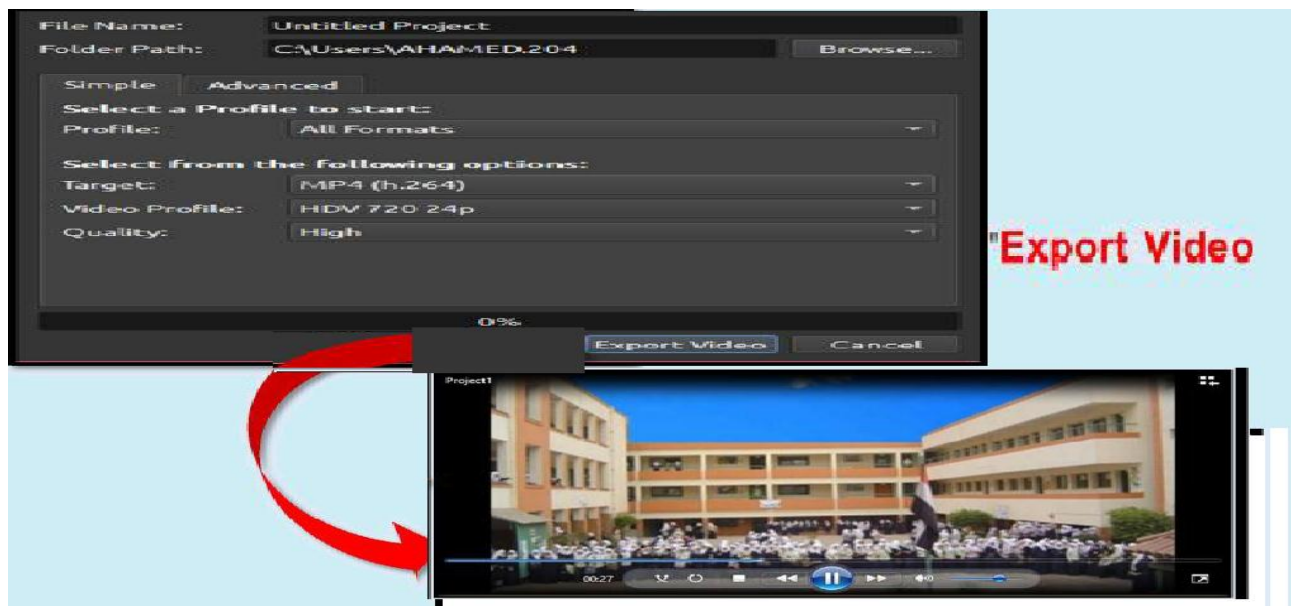 File Name: Untitled Project
Folder Path: C:\Users\AHAMED.204 Browse...
Simple Advanced
Select a Profile to start:
Profile: All Formats
Select from the following options:
Target: MP4 (h.264)
Video Profile: HDV 720 24p
Quality: High
"Export Video
0%
Export Video Cancel
Project1
00:27